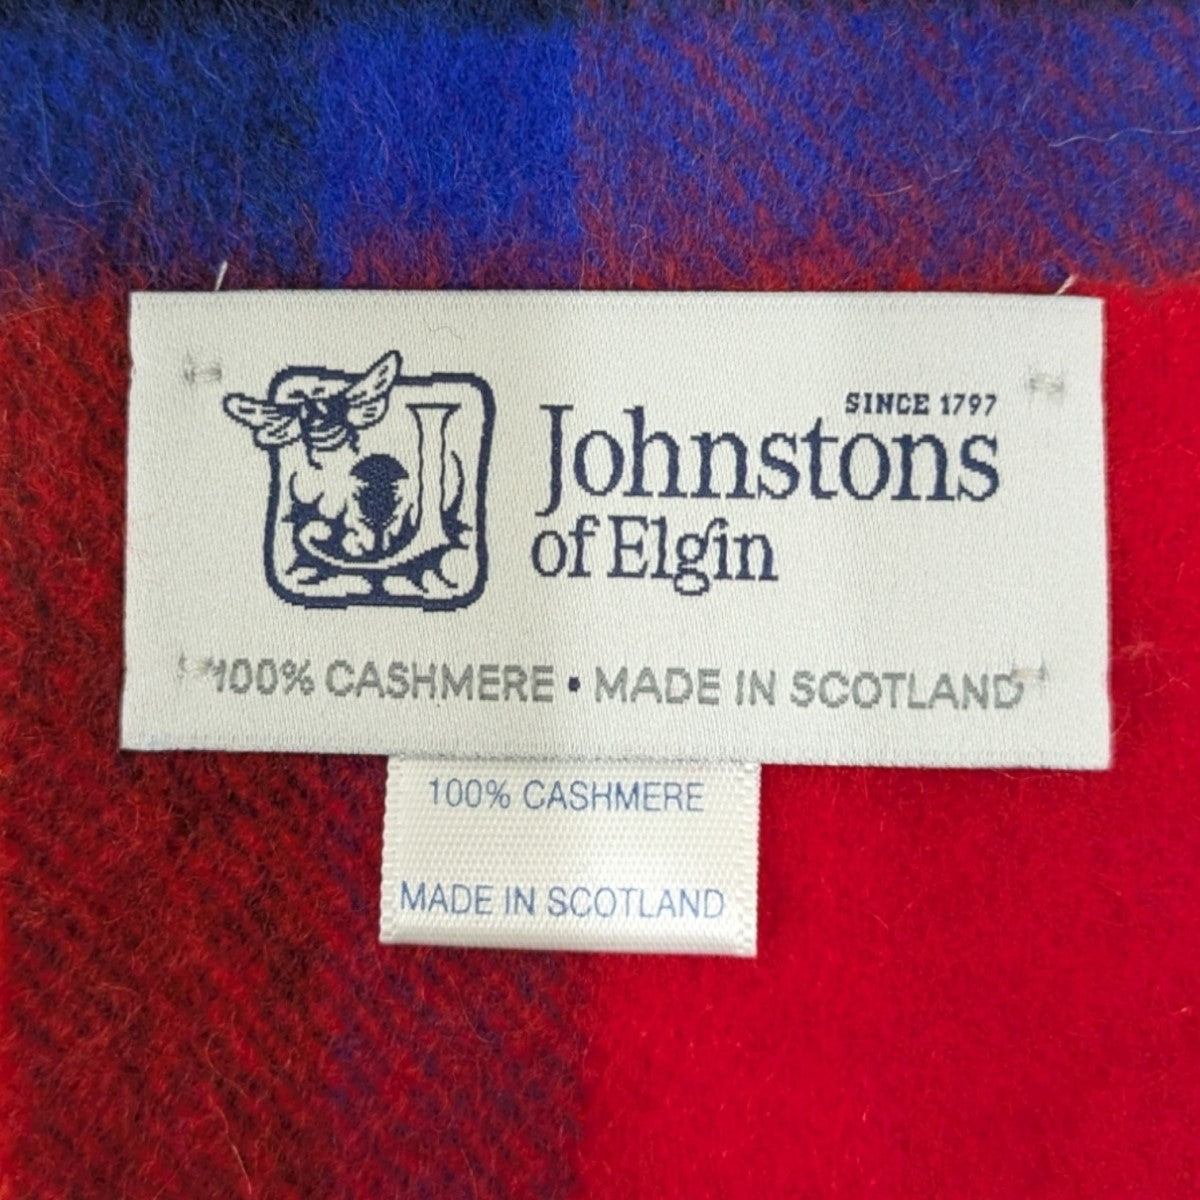 SINCE 1797
Johnstons
of Elgin
100% CASHMERE • MADE IN SCOTLAND
100% CASHMERE
MADE IN SCOTLAND